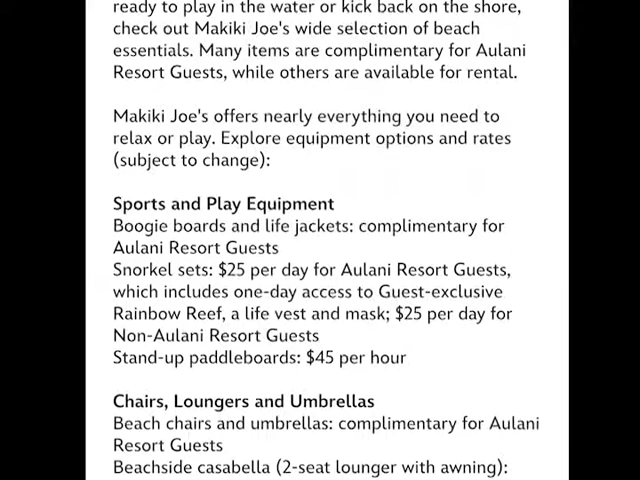 ready to play in the water or kick back on the shore,
check out Makiki Joe's wide selection of beach
essentials. Many items are complimentary for Aulani
Resort Guests, while others are available for rental.
Makiki Joe's offers nearly everything you need to
relax or play. Explore equipment options and rates
(subject to change):
Sports and Play Equipment
Boogie boards and life jackets: complimentary for
Aulani Resort Guests
Snorkel sets: $25 per day for Aulani Resort Guests,
which includes one-day access to Guest-exclusive
Rainbow Reef, a life vest and mask; $25 per day for
Non-Aulani Resort Guests
Stand-up paddleboards: $45 per hour
Chairs, Loungers and Umbrellas
Beach chairs and umbrellas: complimentary for Aulani
Resort Guests
Beachside casabella (2-seat lounger with awning):